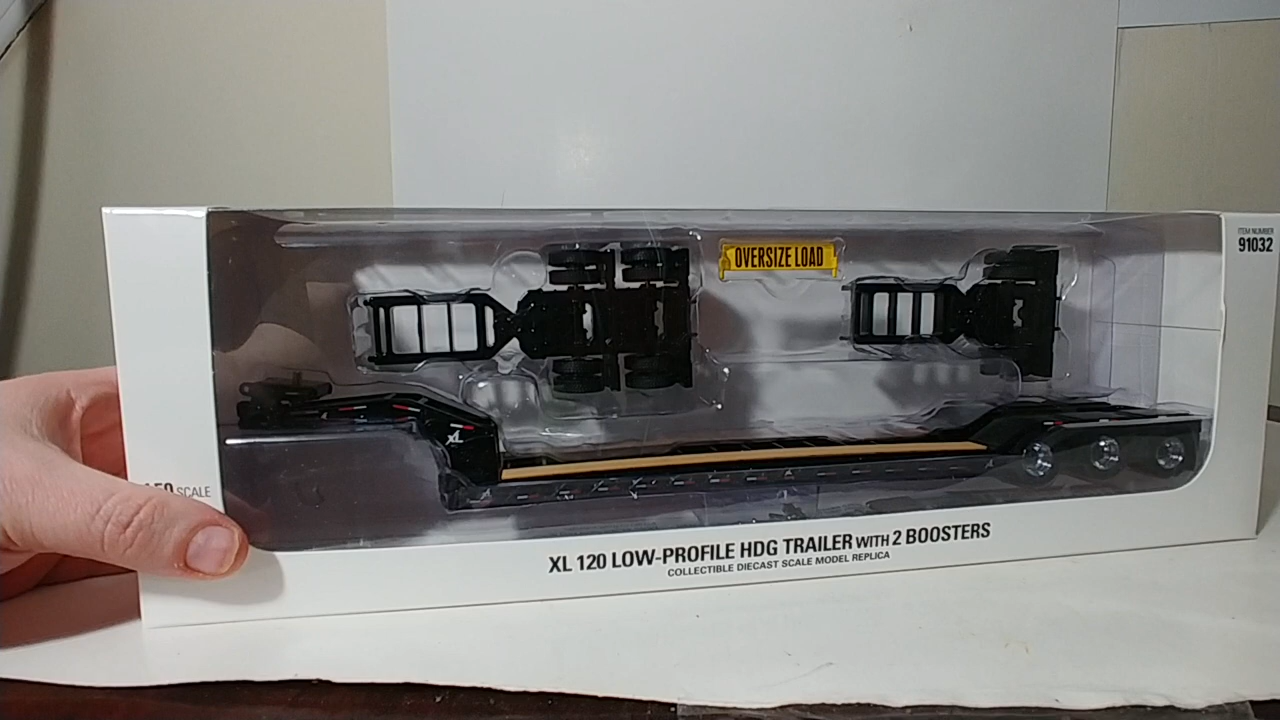 ITEM NUMBER
91032
OVERSIZE LOAD
XL
SCALE
XL 120 LOW-PROFILE HDG TRAILER WITH 2 BOOSTERS
COLLECTIBLE DIECAST SCALE MODEL REPLICA